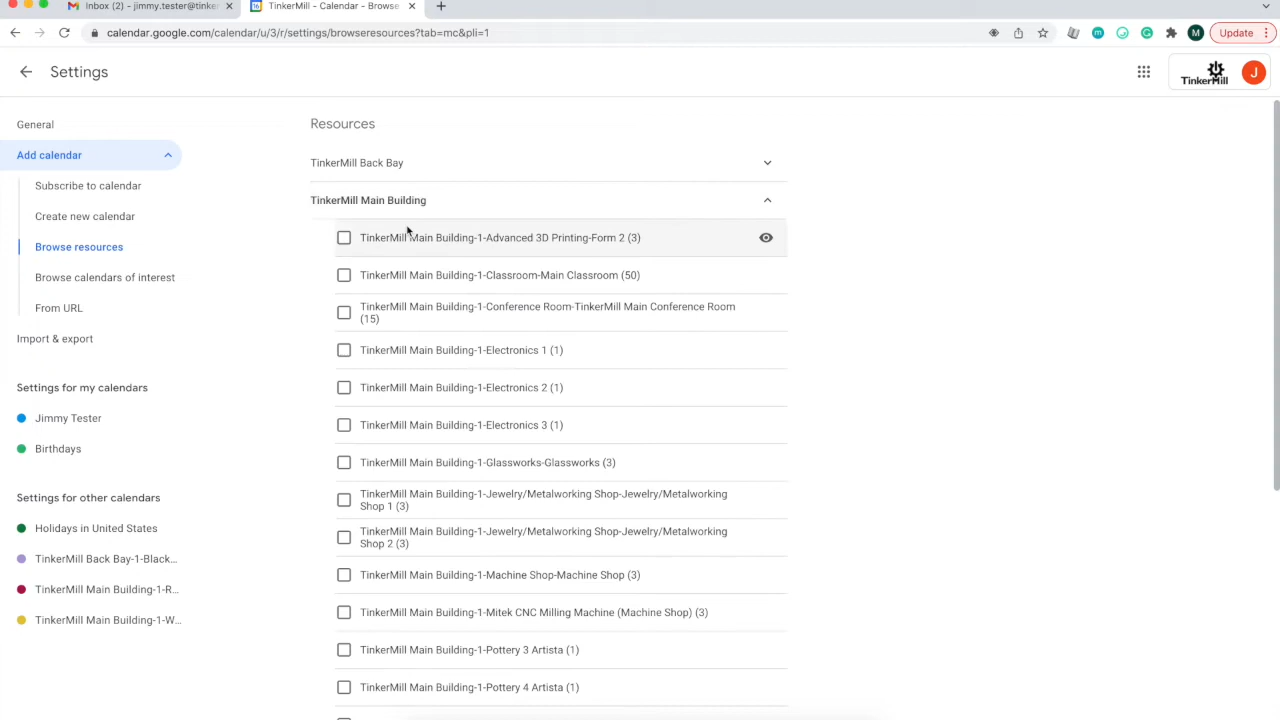 Inbox (2) - jimmy.tester@tinker
TinkerMill - Calendar - Browse
calendar.google.com/calendar/u/3/r/settings/browseresources?tab=mc&pli=1
M
Update
Settings
TinkerMill
J
General
Add calendar
Subscribe to calendar
Create new calendar
Browse resources
Browse calendars of interest
From URL
Import & export
Settings for my calendars
Jimmy Tester
Birthdays
Settings for other calendars
Holidays in United States
TinkerMill Back Bay-1-Black...
TinkerMill Main Building-1-R...
TinkerMill Main Building-1-W...
Resources
TinkerMill Back Bay
TinkerMill Main Building
TinkerMill Main Building-1-Advanced 3D Printing-Form 2 (3)
TinkerMill Main Building-1-Classroom-Main Classroom (50)
TinkerMill Main Building-1-Conference Room-TinkerMill Main Conference Room
(15)
TinkerMill Main Building-1-Electronics 1 (1)
TinkerMill Main Building-1-Electronics 2 (1)
TinkerMill Main Building-1-Electronics 3 (1)
TinkerMill Main Building-1-Glassworks-Glassworks (3)
TinkerMill Main Building-1-Jewelry/Metalworking Shop-Jewelry/Metalworking
Shop 1 (3)
TinkerMill Main Building-1-Jewelry/Metalworking Shop-Jewelry/Metalworking
Shop 2 (3)
TinkerMill Main Building-1-Machine Shop-Machine Shop (3)
TinkerMill Main Building-1-Mitek CNC Milling Machine (Machine Shop) (3)
TinkerMill Main Building-1-Pottery 3 Artista (1)
TinkerMill Main Building-1-Pottery 4 Artista (1)